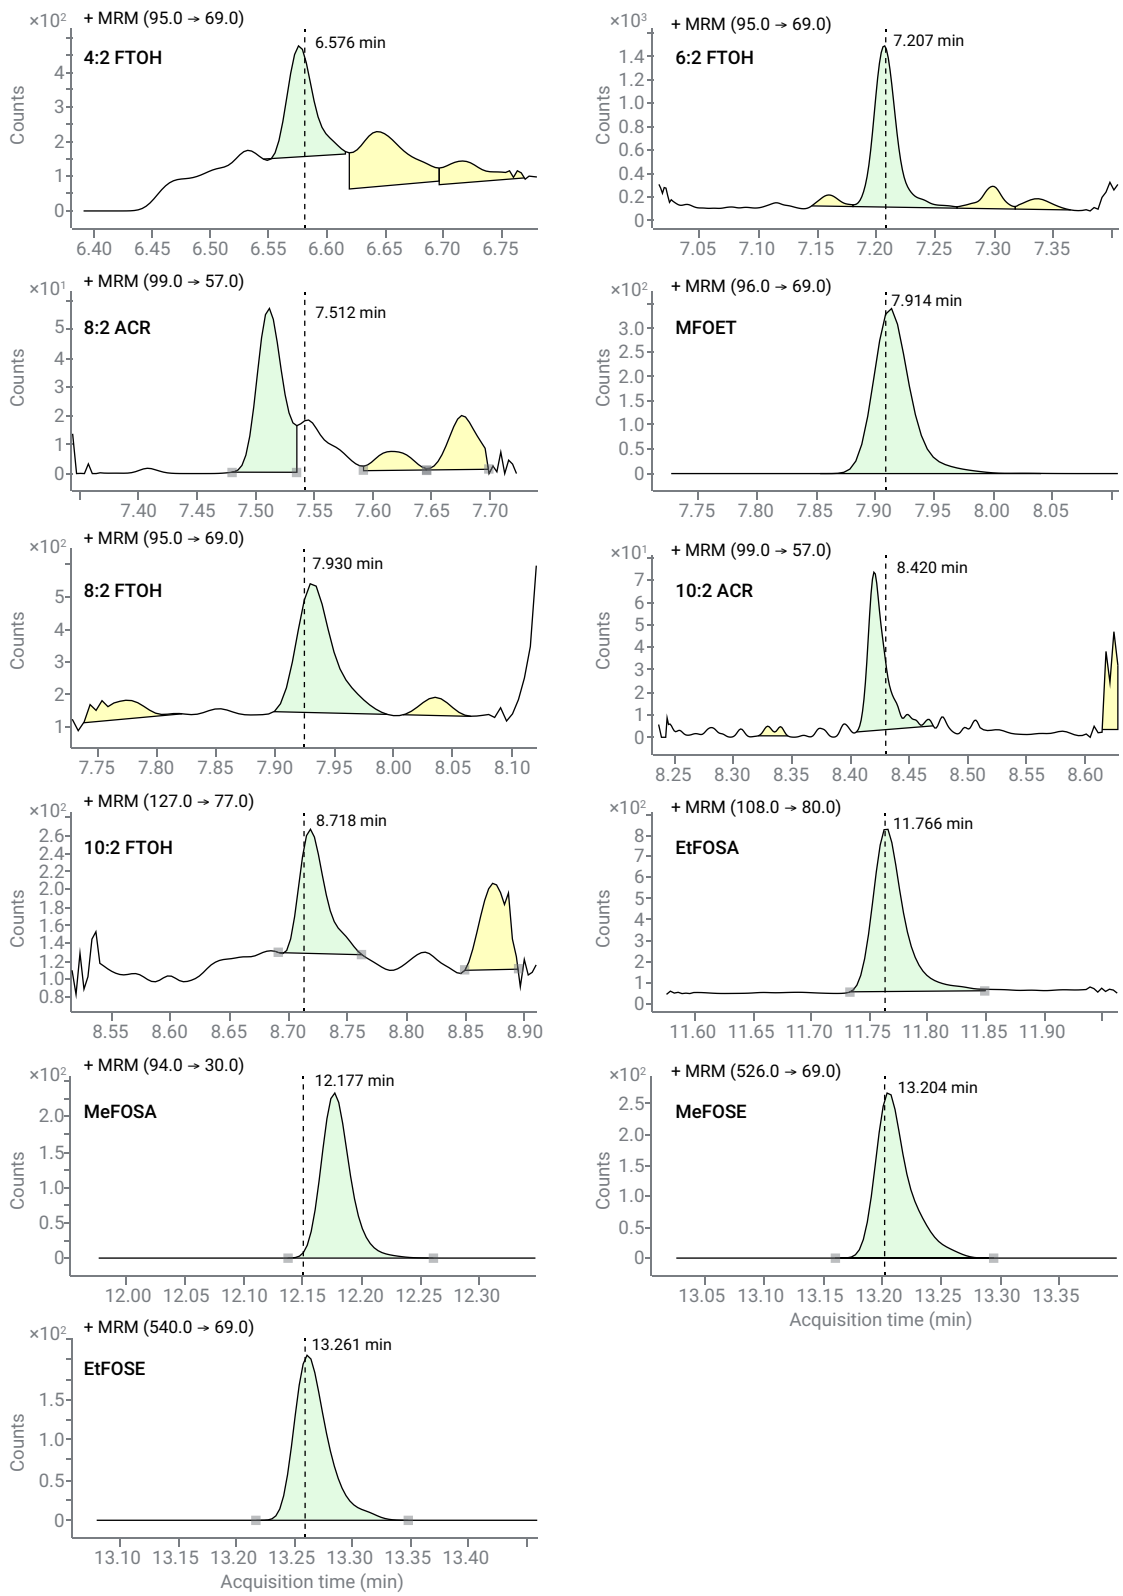 ×10²
+ MRM (95.0 → 69.0)
4:2 FTOH
6.576 min
Counts
4
3
2
1
0
6.40 6.45 6.50 6.55 6.60 6.65 6.70 6.75
×10³
+ MRM (95.0 → 69.0)
6:2 FTOH
7.207 min
Counts
1.4
1.2
1.0
0.8
0.6
0.4
0.2
0
7.05 7.10 7.15 7.20 7.25 7.30 7.35
×10¹
+ MRM (99.0 → 57.0)
8:2 ACR
7.512 min
Counts
5
4
3
2
1
0
7.40 7.45 7.50 7.55 7.60 7.65 7.70
×10²
+ MRM (96.0 → 69.0)
MFOET
7.914 min
Counts
3.0
2.5
2.0
1.5
1.0
0.5
0
7.75 7.80 7.85 7.90 7.95 8.00 8.05
×10²
+ MRM (95.0 → 69.0)
8:2 FTOH
7.930 min
Counts
5
4
3
2
1
7.75 7.80 7.85 7.90 7.95 8.00 8.05 8.10
×10¹
+ MRM (99.0 → 57.0)
10:2 ACR
8.420 min
Counts
7
6
5
4
3
2
1
0
8.25 8.30 8.35 8.40 8.45 8.50 8.55 8.60
×10²
+ MRM (127.0 → 77.0)
10:2 FTOH
8.718 min
Counts
2.6
2.4
2.2
2.0
1.8
1.6
1.4
1.2
1.0
0.8
8.55 8.60 8.65 8.70 8.75 8.80 8.85 8.90
×10²
+ MRM (108.0 → 80.0)
EtFOSA
11.766 min
Counts
8
7
6
5
4
3
2
1
0
11.60 11.65 11.70 11.75 11.80 11.85 11.90
×10²
+ MRM (94.0 → 30.0)
MeFOSA
12.177 min
Counts
2.0
1.5
1.0
0.5
0
12.00 12.05 12.10 12.15 12.20 12.25 12.30
×10²
+ MRM (526.0 → 69.0)
MeFOSE
13.204 min
Counts
2.5
2.0
1.5
1.0
0.5
0
13.05 13.10 13.15 13.20 13.25 13.30 13.35
Acquisition time (min)
×10²
+ MRM (540.0 → 69.0)
EtFOSE
13.261 min
Counts
1.5
1.0
0.5
0
13.10 13.15 13.20 13.25 13.30 13.35 13.40
Acquisition time (min)